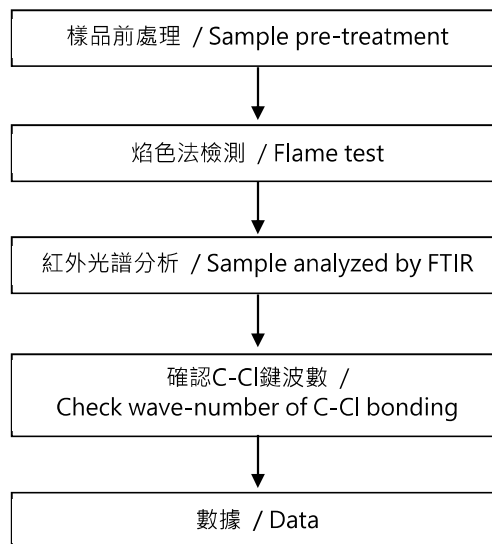 樣品前處理 / Sample pre-treatment
焰色法檢測 / Flame test
紅外光譜分析 / Sample analyzed by FTIR
確認C-Cl鍵波數 /
Check wave-number of C-Cl bonding
數據 / Data